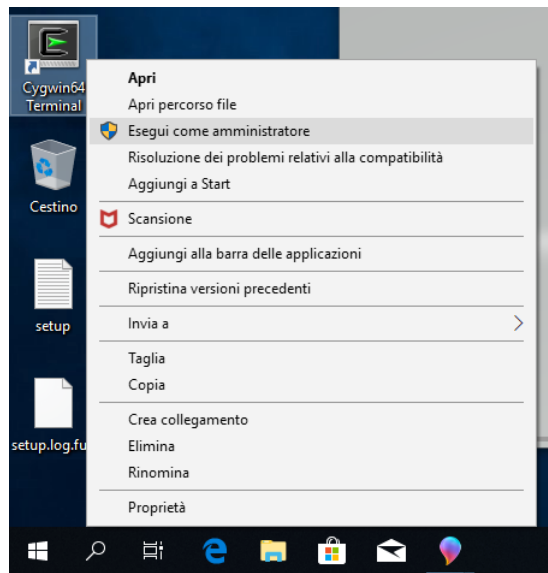 Cygwin64
Terminal
Cestino
setup
setup.log.fu
Apri
Apri percorso file
Esegui come amministratore
Risoluzione dei problemi relativi alla compatibilità
Aggiungi a Start
Scansione
Aggiungi alla barra delle applicazioni
Ripristina versioni precedenti
Invia a
Taglia
Copia
Crea collegamento
Elimina
Rinomina
Proprietà